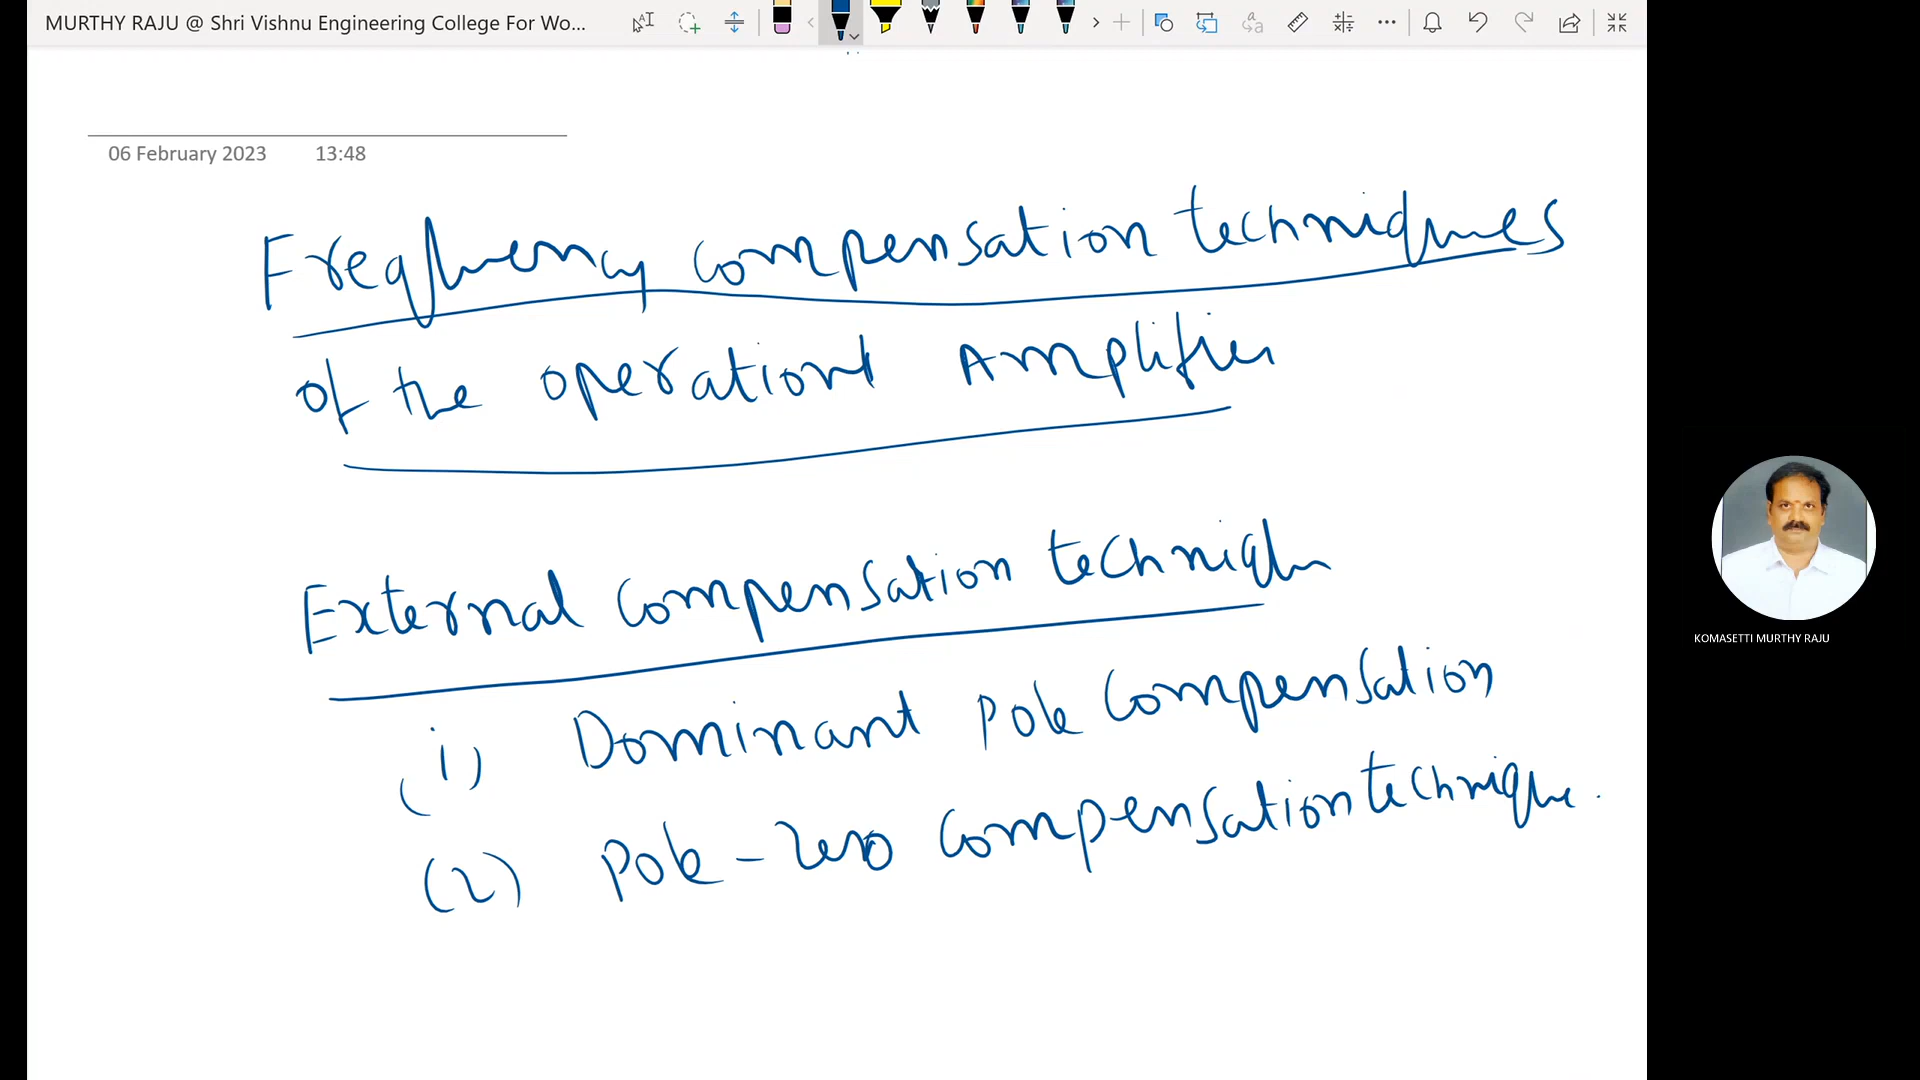 MURTHY RAJU @ Shri Vishnu Engineering College For Wo...
06 February 2023 13:48
Frequency compensation techniques
of the operational Amplifier
External compensation technique
(i) Dominant pole compensation
(2) Pole-Zero compensation technique.
KOMASETTI MURTHY RAJU